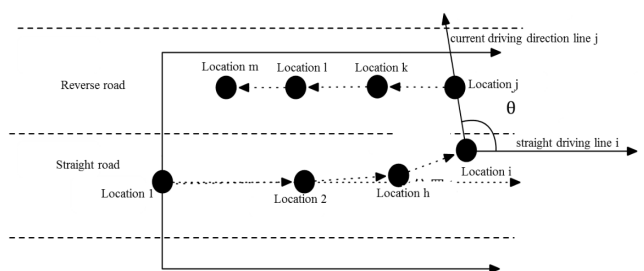 current driving direction line j
Location m
Location l
Location k
Reverse road
Location j
θ
straight driving line i
Straight road
Location 1
Location 2
Location h
Location i